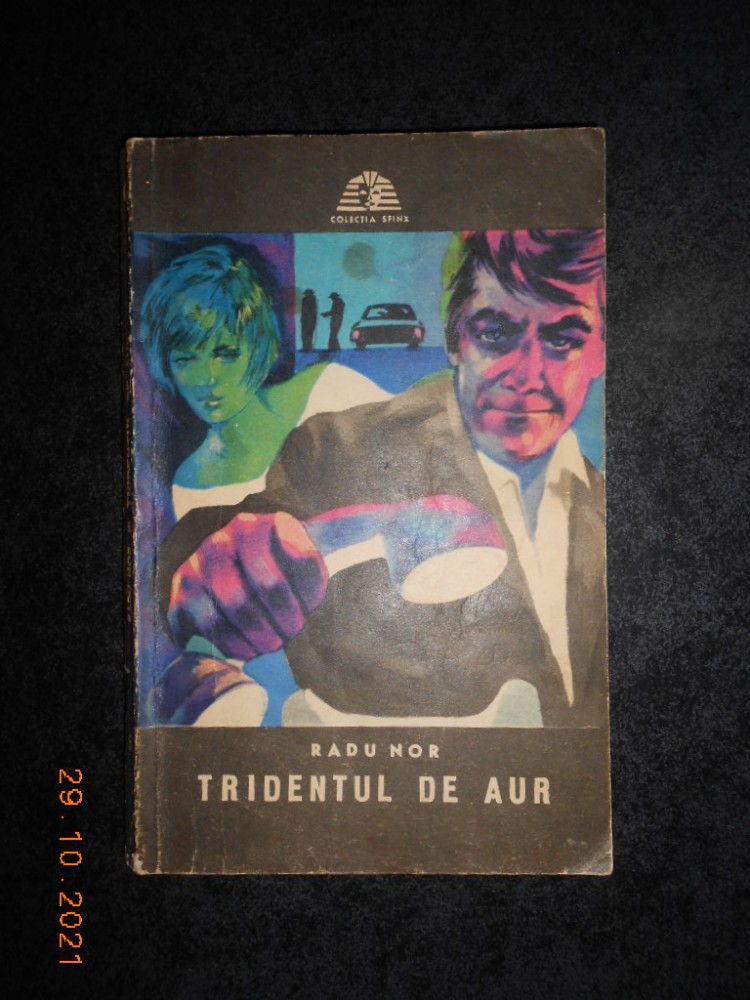 COLECTIA SFINX
RADU NOR
TRIDENTUL DE AUR
29.10.2021